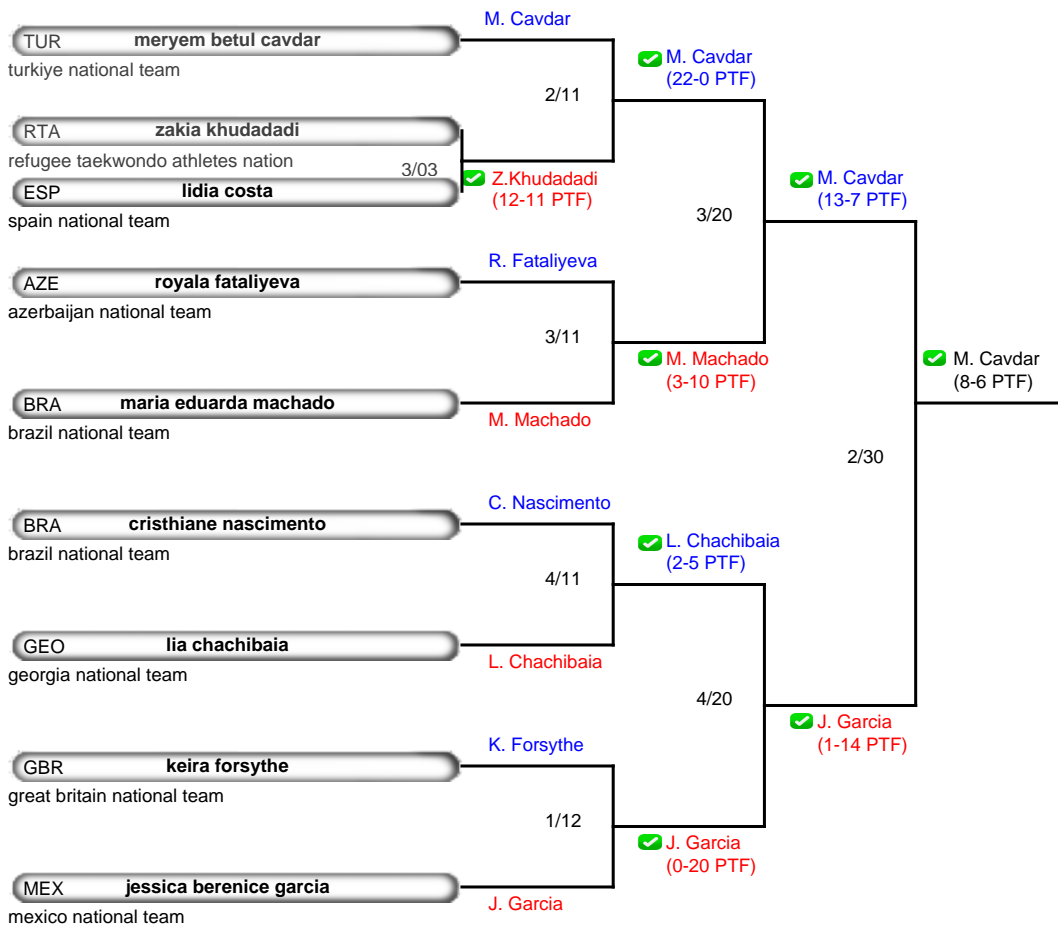 M. Cavdar
TUR meryem betul cavdar
turkiye national team
M. Cavdar
(22-0 PTF)
2/11
RTA zakia khudadadi
refugee taekwondo athletes nation
3/03
Z.Khudadadi
(12-11 PTF)
ESP lidia costa
spain national team
M. Cavdar
(13-7 PTF)
3/20
R. Fataliyeva
AZE royala fataliyeva
azerbaijan national team
3/11
M. Machado
(3-10 PTF)
M. Cavdar
(8-6 PTF)
BRA maria eduarda machado
brazil national team
M. Machado
2/30
C. Nascimento
BRA cristhiane nascimento
brazil national team
L. Chachibaia
(2-5 PTF)
4/11
GEO lia chachibaia
georgia national team
L. Chachibaia
4/20
J. Garcia
(1-14 PTF)
K. Forsythe
GBR keira forsythe
great britain national team
1/12
J. Garcia
(0-20 PTF)
MEX jessica berenice garcia
mexico national team
J. Garcia